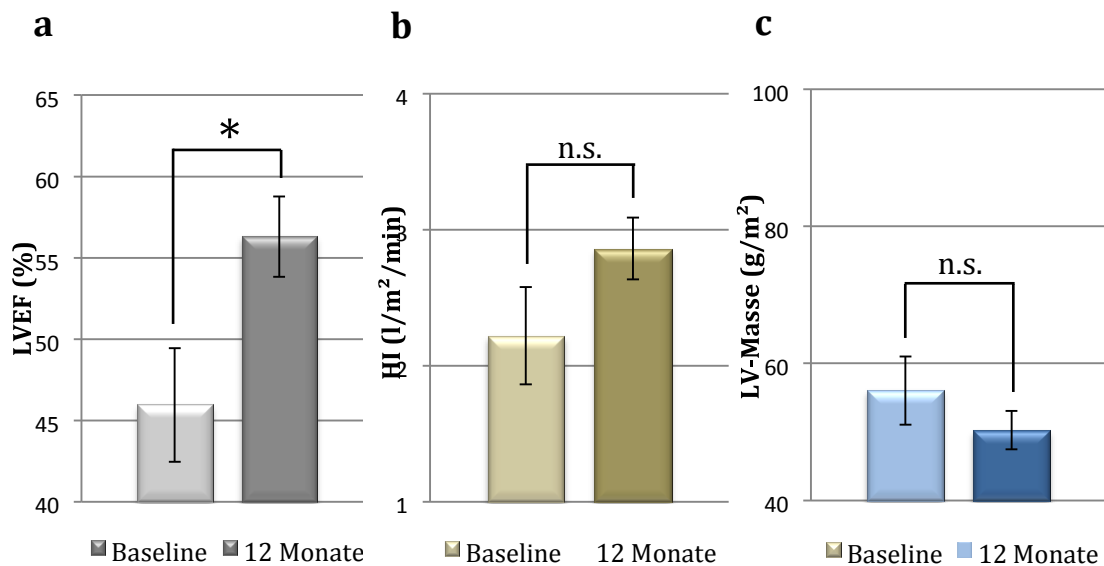 a
LVEF (%)
65
60
55
50
45
40
*
Baseline 12 Monate
b
HI (l/m²/min)
4
3
2
1
n.s.
Baseline 12 Monate
c
LV-Masse (g/m²)
100
80
60
40
n.s.
Baseline 12 Monate